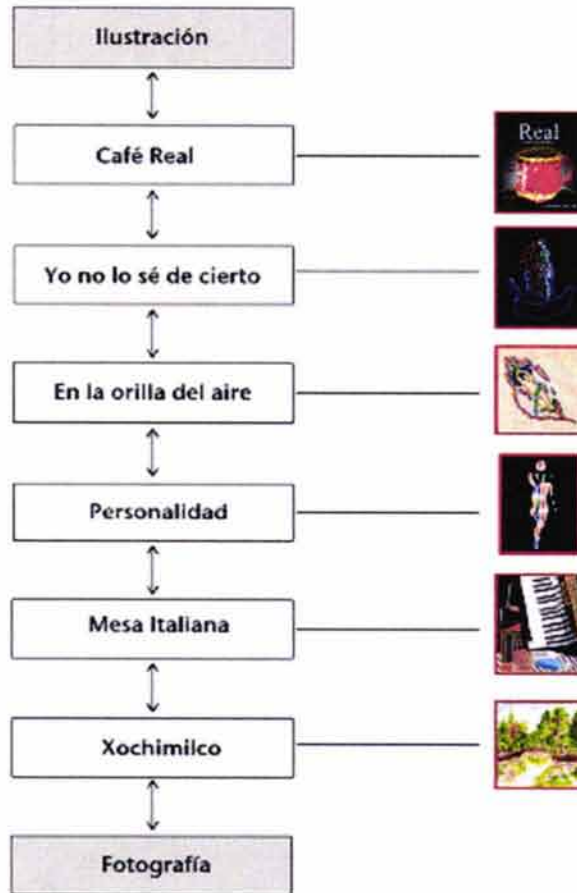 Ilustración
Café Real
Real
Yo no lo sé de cierto
En la orilla del aire
Personalidad
Mesa Italiana
Xochimilco
Fotografía